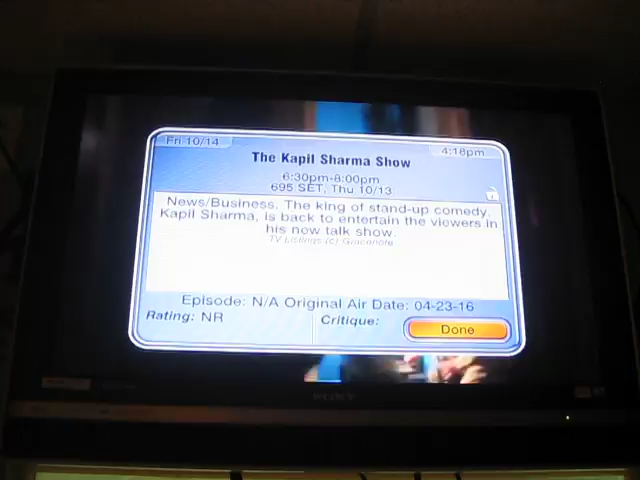 Fri 10/14
4:18pm
The Kapil Sharma Show
6:30pm-8:00pm
695 SET, Thu 10/13
News/Business. The king of stand-up comedy,
Kapil Sharma, is back to entertain the viewers in
his new talk show.
TV Listings (c) Gracenote
Episode: N/A Original Air Date: 04-23-16
Rating: NR
Critique:
Done
SONY